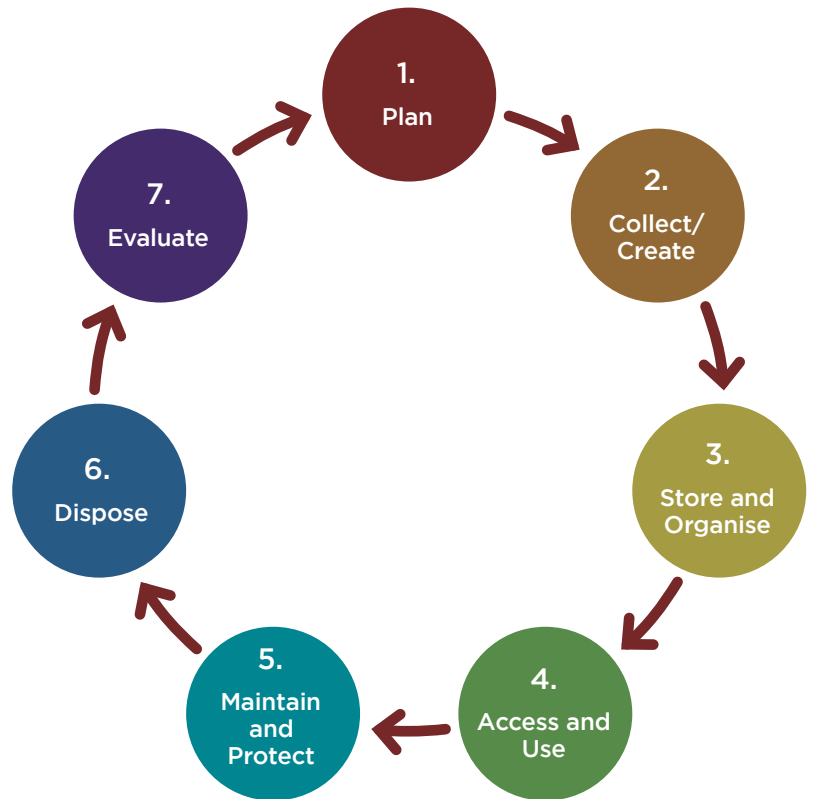 1.
Plan
2.
Collect/
Create
3.
Store and
Organise
4.
Access and
Use
5.
Maintain
and
Protect
6.
Dispose
7.
Evaluate